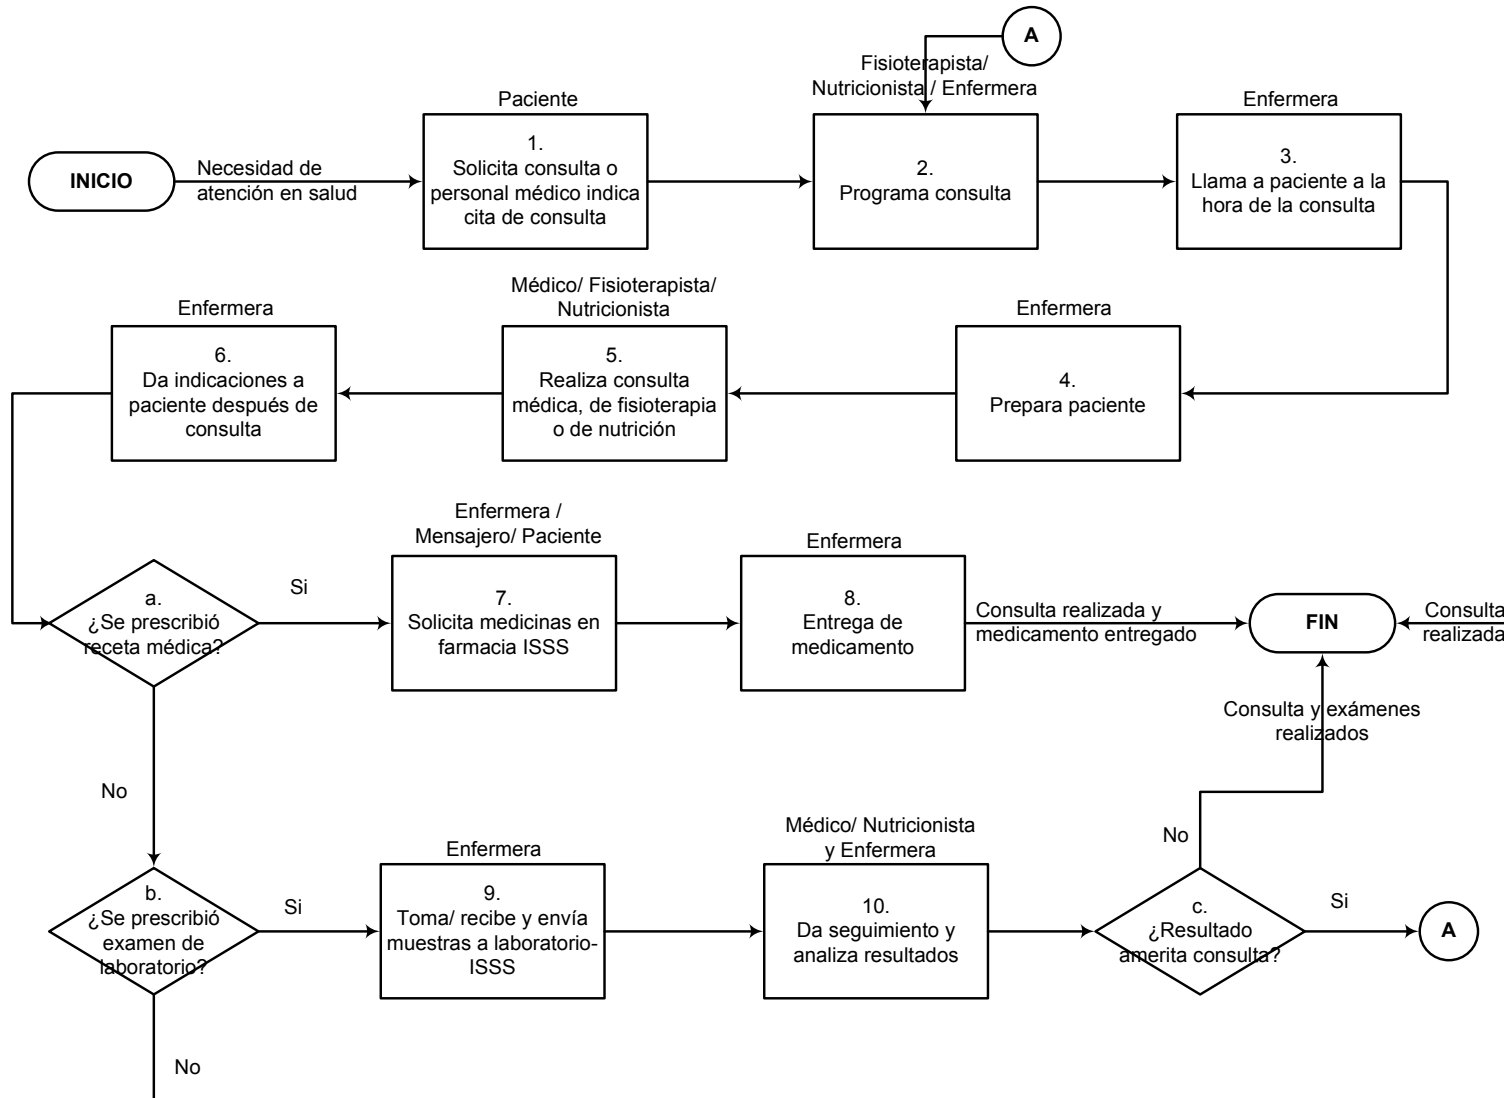 A
Fisioterapista/
Nutricionista / Enfermera
Paciente
Enfermera
INICIO
Necesidad de
atención en salud
1.
Solicita consulta o
personal médico indica
cita de consulta
2.
Programa consulta
3.
Llama a paciente a la
hora de la consulta
Enfermera
Médico/ Fisioterapista/
Nutricionista
Enfermera
6.
Da indicaciones a
paciente después de
consulta
5.
Realiza consulta
médica, de fisioterapia
o de nutrición
4.
Prepara paciente
Enfermera /
Mensajero/ Paciente
Enfermera
a.
¿Se prescribió
receta médica?
Si
7.
Solicita medicinas en
farmacia ISSS
8.
Entrega de
medicamento
Consulta realizada y
medicamento entregado
FIN
Consulta
realizada
Consulta y exámenes
realizados
No
Enfermera
Médico/ Nutricionista
y Enfermera
No
b.
¿Se prescribió
examen de
laboratorio?
Si
9.
Toma/ recibe y envía
muestras a laboratorio-
ISSS
10.
Da seguimiento y
analiza resultados
c.
¿Resultado
amerita consulta?
Si
A
No